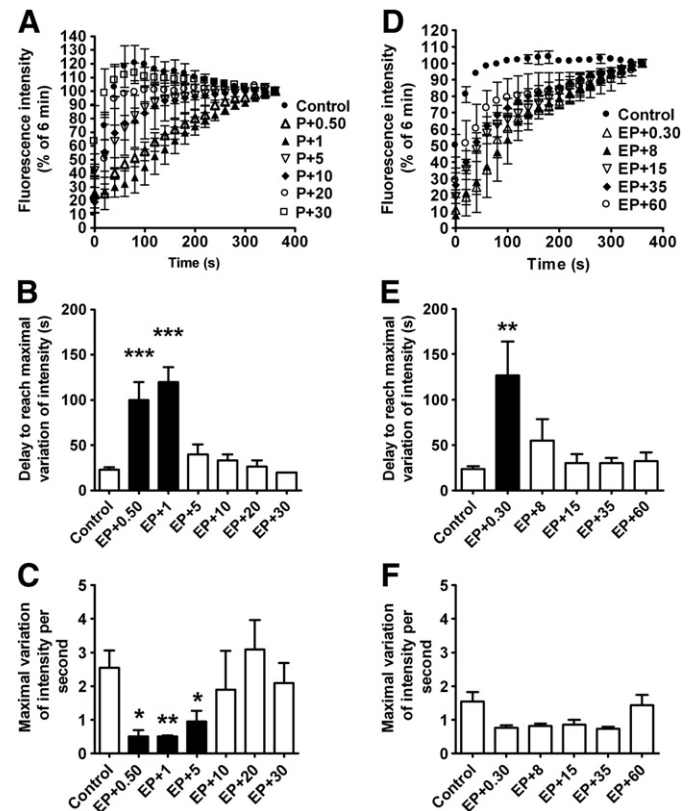 A
Fluorescence intensity
(% of 6 min)
140
130
120
110
100
90
80
70
60
50
40
30
20
10
0
0
100
200
300
400
Time (s)
Control
P+0.50
P+1
P+5
P+10
P+20
P+30
D
Fluorescence intensity
(% of 6 min)
120
110
100
90
80
70
60
50
40
30
20
10
0
0
100
200
300
400
Time (s)
Control
EP+0.30
EP+8
EP+15
EP+35
EP+60
B
Delay to reach maximal
variation of intensity (s)
200
150
100
50
0
***
***
Control
EP+0.50
EP+1
EP+5
EP+10
EP+20
EP+30
E
Delay to reach maximal
variation of intensity (s)
200
150
100
50
0
**
Control
EP+0.30
EP+8
EP+15
EP+35
EP+60
C
Maximal variation
of intensity per
second
5
4
3
2
1
0
*
**
*
Control
EP+0.50
EP+1
EP+5
EP+10
EP+20
EP+30
F
Maximal variation
of intensity per
second
5
4
3
2
1
0
Control
EP+0.30
EP+8
EP+15
EP+35
EP+60